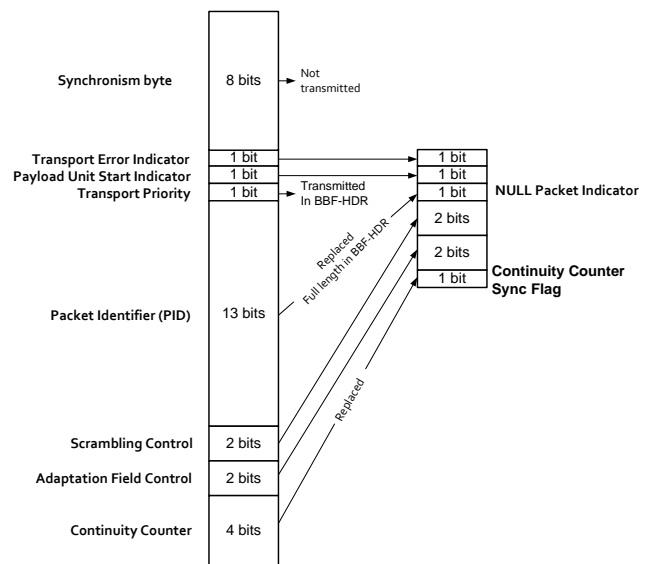 Synchronism byte
8 bits
Not
transmitted
Transport Error Indicator
1 bit
1 bit
Payload Unit Start Indicator
1 bit
1 bit
Transport Priority
1 bit
Transmitted
In BBF-HDR
1 bit
NULL Packet Indicator
2 bits
Replaced
Full length in BBF-HDR
2 bits
1 bit
Continuity Counter
Sync Flag
Packet Identifier (PID)
13 bits
Replaced
Scrambling Control
2 bits
Adaptation Field Control
2 bits
Continuity Counter
4 bits